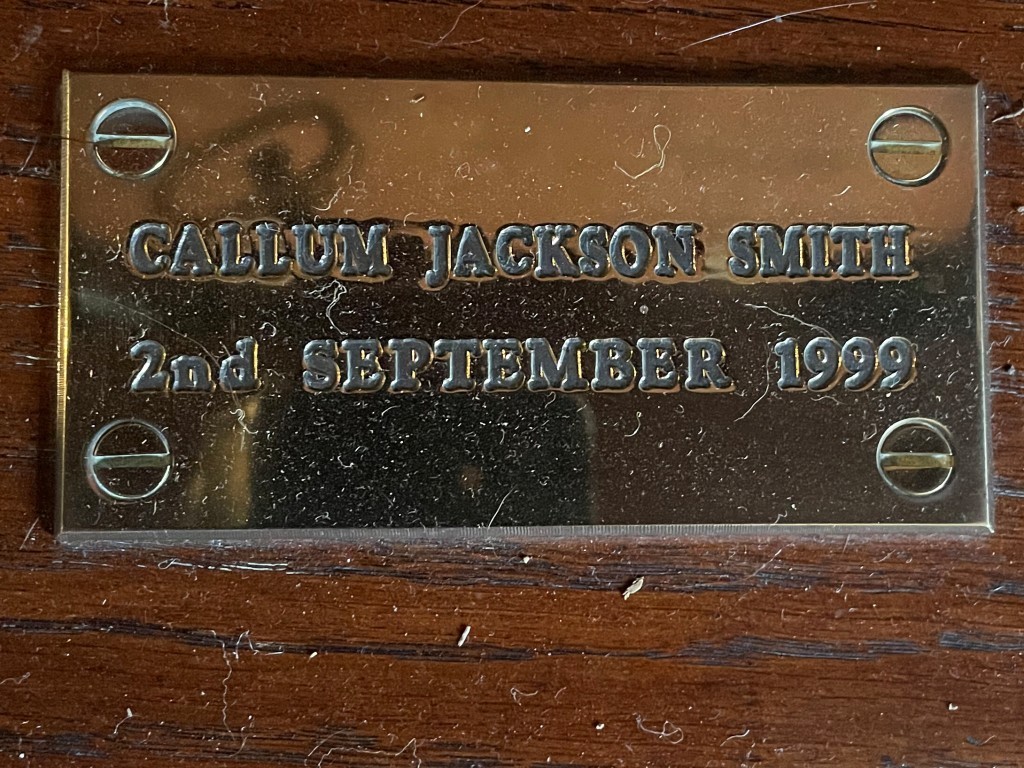 CALLUM JACKSON SMITH
2nd SEPTEMBER 1999